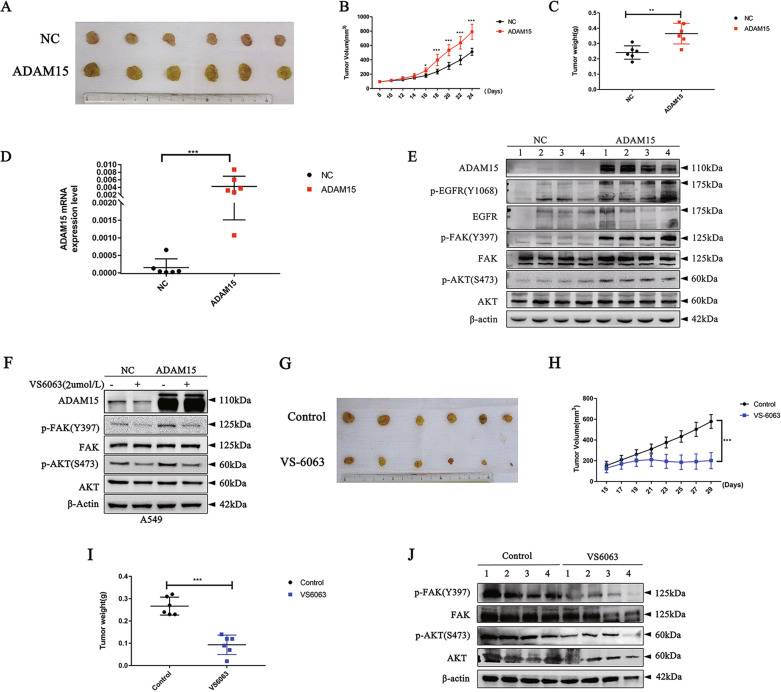 A
NC
ADAM15
B
NC
ADAM15
Tumor Volume(mm³)
1000
800
600
400
200
0
* *** *** *** ***
8 10 12 14 16 18 20 22 24 (Days)
C
NC
ADAM15
Tumor weight(g)
0.6
0.4
0.2
0.0
**
NC ADAM15
D
NC
ADAM15
ADAM15 mRNA
expression level
0.010
0.008
0.006
0.004
0.002
0.0020
0.0015
0.0010
0.0005
0.0000
***
NC ADAM15
E
NC ADAM15
1 2 3 4 1 2 3 4
ADAM15 110kDa
p-EGFR(Y1068) 175kDa
EGFR 175kDa
p-FAK(Y397) 125kDa
FAK 125kDa
p-AKT(S473) 60kDa
AKT 60kDa
β-actin 42kDa
F
NC ADAM15
VS6063(2umol/L) - + - +
ADAM15 110kDa
p-FAK(Y397) 125kDa
FAK 125kDa
p-AKT(S473) 60kDa
AKT 60kDa
β-Actin 42kDa
A549
G
Control
VS-6063
H
Control
VS-6063
Tumor Volume(mm³)
800
600
400
200
0
***
15 17 19 21 23 25 27 29 (Days)
I
Control
VS6063
Tumor weight(g)
0.4
0.3
0.2
0.1
0.0
***
Control VS6063
J
Control VS6063
1 2 3 4 1 2 3 4
p-FAK(Y397) 125kDa
FAK 125kDa
p-AKT(S473) 60kDa
AKT 60kDa
β-actin 42kDa